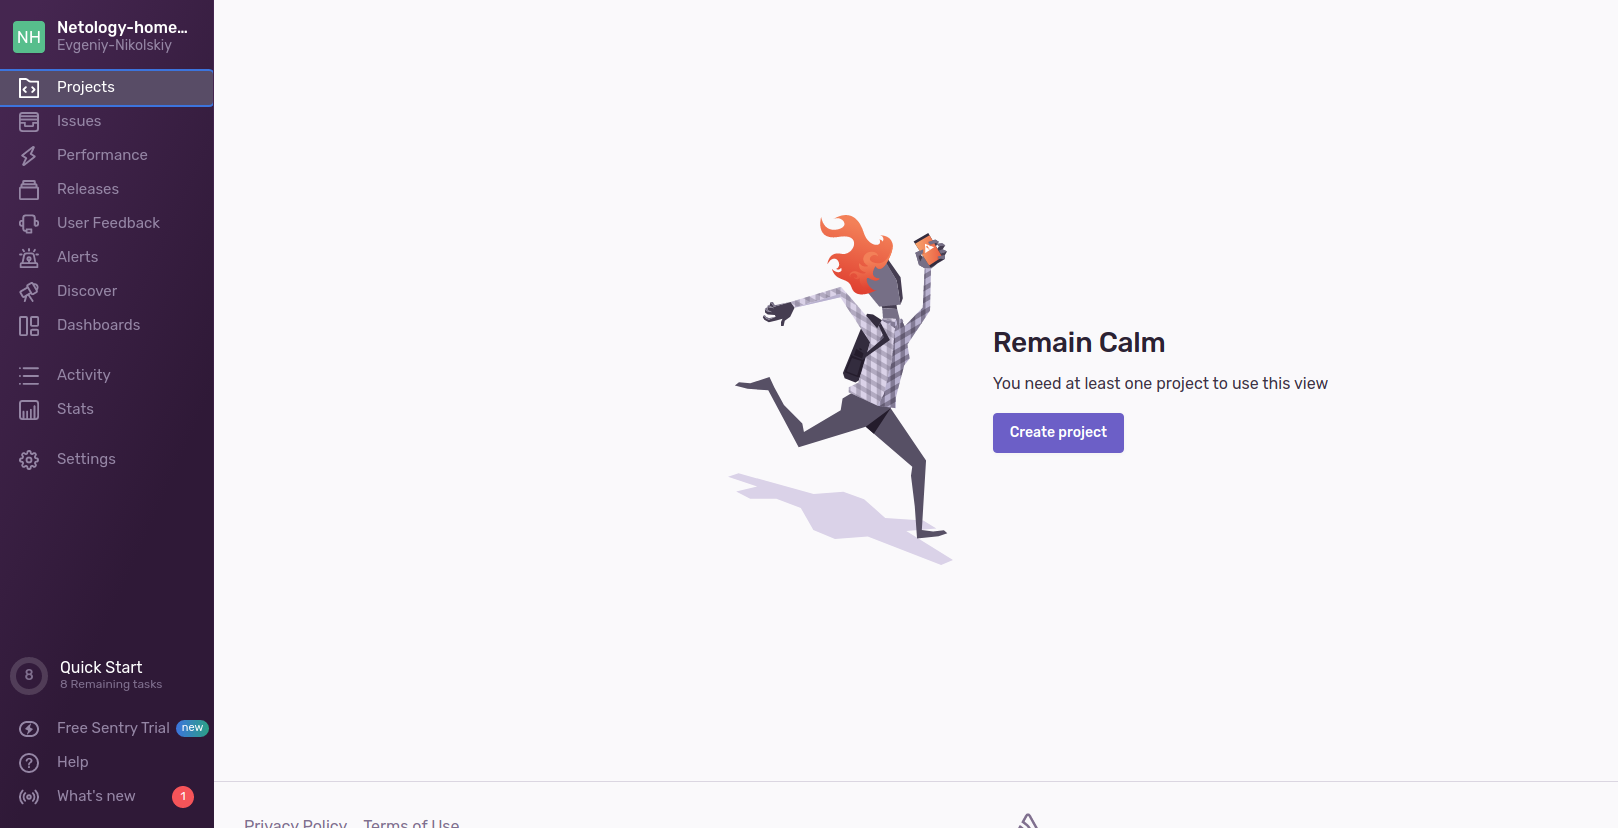 NH
Netology-home…
Evgeniy-Nikolskiy
Projects
Issues
Performance
Releases
User Feedback
Alerts
Discover
Dashboards
Activity
Stats
Settings
8
Quick Start
8 Remaining tasks
Free Sentry Trial new
Help
What's new 1
Remain Calm
You need at least one project to use this view
Create project
Privacy Policy Terms of Use